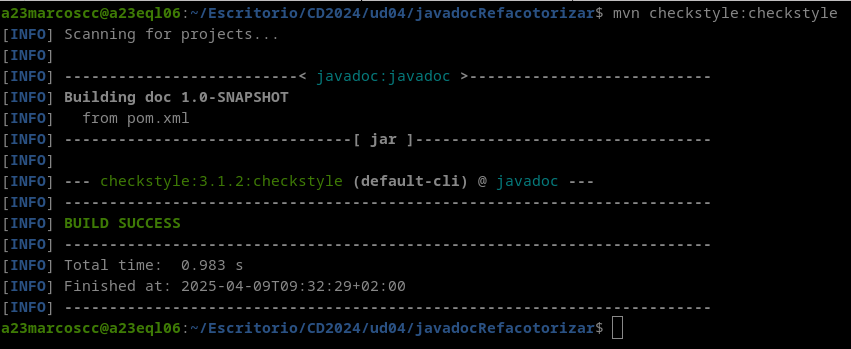 a23marcoscc@a23eql06:~/Escritorio/CD2024/ud04/javadocRefacotorizar$ mvn checkstyle:checkstyle
[INFO] Scanning for projects...
[INFO]
[INFO] --------------------------< javadoc:javadoc >---------------------------
[INFO] Building doc 1.0-SNAPSHOT
[INFO]   from pom.xml
[INFO] --------------------------------[ jar ]---------------------------------
[INFO]
[INFO] --- checkstyle:3.1.2:checkstyle (default-cli) @ javadoc ---
[INFO] ------------------------------------------------------------------------
[INFO] BUILD SUCCESS
[INFO] ------------------------------------------------------------------------
[INFO] Total time:  0.983 s
[INFO] Finished at: 2025-04-09T09:32:29+02:00
[INFO] ------------------------------------------------------------------------
a23marcoscc@a23eql06:~/Escritorio/CD2024/ud04/javadocRefacotorizar$